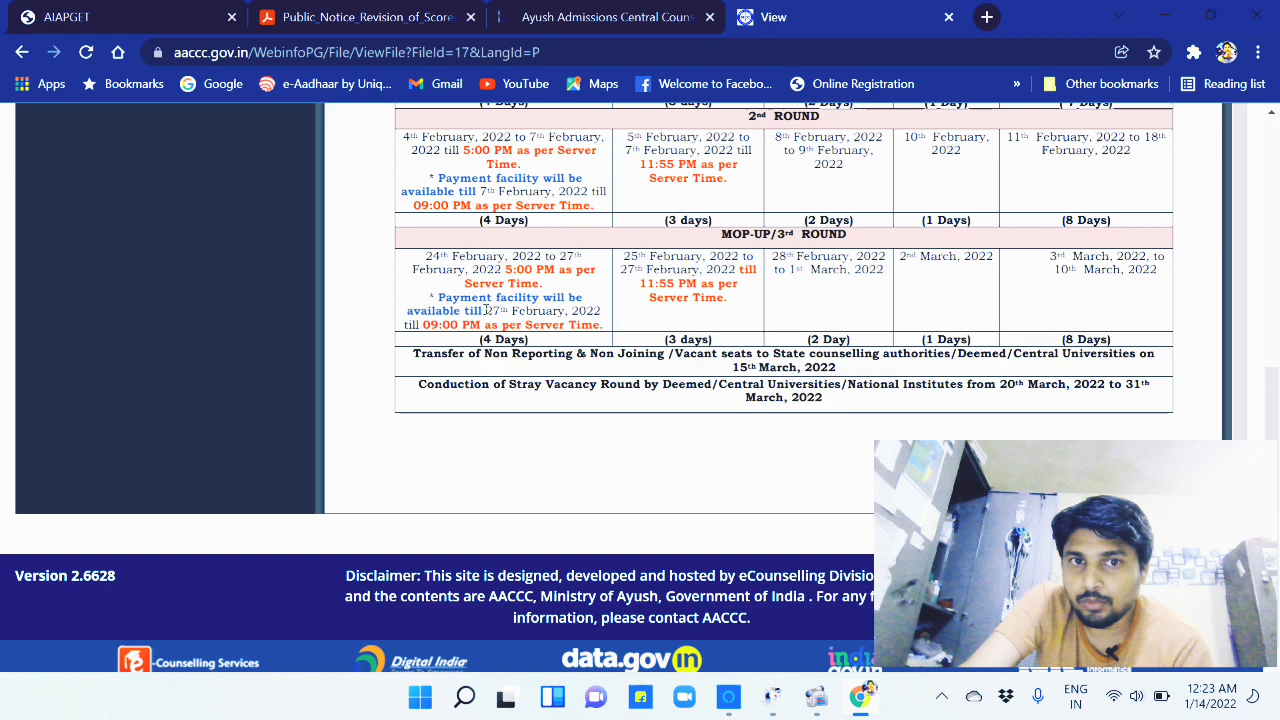 AIAPGET
Public_Notice_Revision_of_Score
Ayush Admissions Central Couns
View
aaccc.gov.in/WebinfoPG/File/ViewFile?FileId=17&LangId=P
Apps
Bookmarks
Google
e-Aadhaar by Uniq...
Gmail
YouTube
Maps
Welcome to Facebo...
Online Registration
»
Other bookmarks
Reading list
2nd ROUND
4th February, 2022 to 7th February,
2022 till 5:00 PM as per Server
Time.
* Payment facility will be
available till 7th February, 2022 till
09:00 PM as per Server Time.
5th February, 2022 to
7th February, 2022 till
11:55 PM as per
Server Time.
8th February, 2022
to 9th February,
2022
10th February,
2022
11th February, 2022 to 18th
February, 2022
(4 Days)
(3 days)
(2 Days)
(1 Days)
(8 Days)
MOP-UP/3rd ROUND
24th February, 2022 to 27th
February, 2022 5:00 PM as per
Server Time.
* Payment facility will be
available till 27th February, 2022
till 09:00 PM as per Server Time.
25th February, 2022 to
27th February, 2022 till
11:55 PM as per
Server Time.
28th February, 2022
to 1st March, 2022
2nd March, 2022
3rd March, 2022, to
10th March, 2022
(4 Days)
(3 days)
(2 Day)
(1 Days)
(8 Days)
Transfer of Non Reporting & Non Joining /Vacant seats to State counselling authorities/Deemed/Central Universities on
15th March, 2022
Conduction of Stray Vacancy Round by Deemed/Central Universities/National Institutes from 20th March, 2022 to 31th
March, 2022
Version 2.6628
Disclaimer: This site is designed, developed and hosted by eCounselling Divisio
and the contents are AACCC, Ministry of Ayush, Government of India . For any f
information, please contact AACCC.
-Counselling Services
Digital India
data.gov in
ENG
IN
12:23 AM
1/14/2022